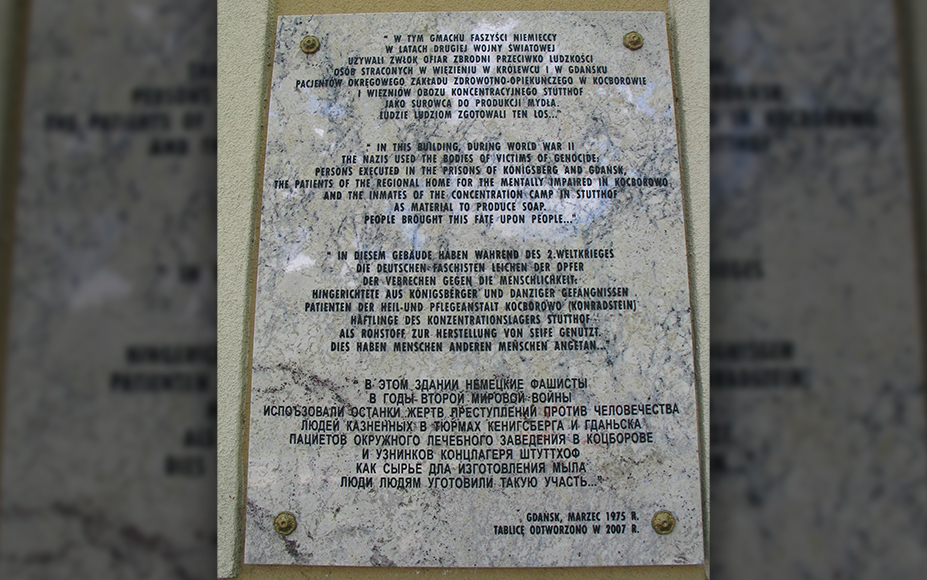 " W TYM GMACHU FASZYŚCI NIEMIECCY
W LATACH DRUGIEJ WOJNY ŚWIATOWEJ
UŻYWALI ZWŁOK OFIAR ZBRODNI PRZECIWKO LUDZKOŚCI
OSÓB STRACONYCH W WIĘZIENIU W KRÓLEWCU I W GDAŃSKU
PACJENTÓW OKRĘGOWEGO ZAKŁADU ZDROWOTNO-OPIEKUŃCZEGO W KOCBOROWIE
I WIĘŹNIÓW OBOZU KONCENTRACYJNEGO STUTTHOF
JAKO SUROWCA DO PRODUKCJI MYDŁA.
LUDZIE LUDZIOM ZGOTOWALI TEN LOS..."
" IN THIS BUILDING, DURING WORLD WAR II
THE NAZIS USED THE BODIES OF VICTIMS OF GENOCIDE:
PERSONS EXECUTED IN THE PRISONS OF KÖNIGSBERG AND GDAŃSK,
THE PATIENTS OF THE REGIONAL HOME FOR THE MENTALLY IMPAIRED IN KOCBOROWO
AND THE INMATES OF THE CONCENTRATION CAMP IN STUTTHOF
AS MATERIAL TO PRODUCE SOAP.
PEOPLE BROUGHT THIS FATE UPON PEOPLE..."
" IN DIESEM GEBÄUDE HABEN WÄHREND DES 2.WELTKRIEGES
DIE DEUTSCHEN FASCHISTEN LEICHEN DER OPFER
DER VEBRECHEN GEGEN DIE MENSCHLICHKEIT:
HINGERICHTETE AUS KÖNIGSBERGER UND DANZIGER GEFÄNGNISSEN
PATIENTEN DER HEIL-UND PFLEGEANSTALT KOCBOROWO (KONRADSTEIN)
HÄFTLINGE DES KONZENTRATIONSLAGERS STUTTHOF
ALS ROHSTOFF ZUR HERSTELLUNG VON SEIFE GENUTZT.
DIES HABEN MENSCHEN ANDEREN MENSCHEN ANGETAN..."
" В ЭТОМ ЗДАНИИ НЕМЕЦКИЕ ФАШИСТЫ
В ГОДЫ ВТОРОЙ МИРОВОЙ ВОЙНЫ
ИСПОЪЗОВАЛИ ОСТАНКИ ЖЕРТВ ПРЕСТУПЛЕНИЙ ПРОТИВ ЧЕЛОВЕЧЕСТВА
ЛЮДЕЙ КАЗНЕННЫХ В ТЮРМАХ КЕНИГСБЕРГА И ГДАНЬСКА
ПАЦИЕТОВ ОКРУЖНОГО ЛЕЧЕБНОГО ЗАВЕДЕНИЯ В КОЦБОРОВЕ
И УЗНИНКОВ КОНЦЛАГЕРЯ ШТУТТХОФ
КАК СЫРЬЁ ДЛА ИЗГОТОВЛЕНИЯ МЫЛА
ЛЮДИ ЛЮДЯМ УГОТОВИЛИ ТАКУЮ УЧАСТЬ..."
GDAŃSK, MARZEC 1975 R.
TABLICĘ ODTWORZONO W 2007 R.